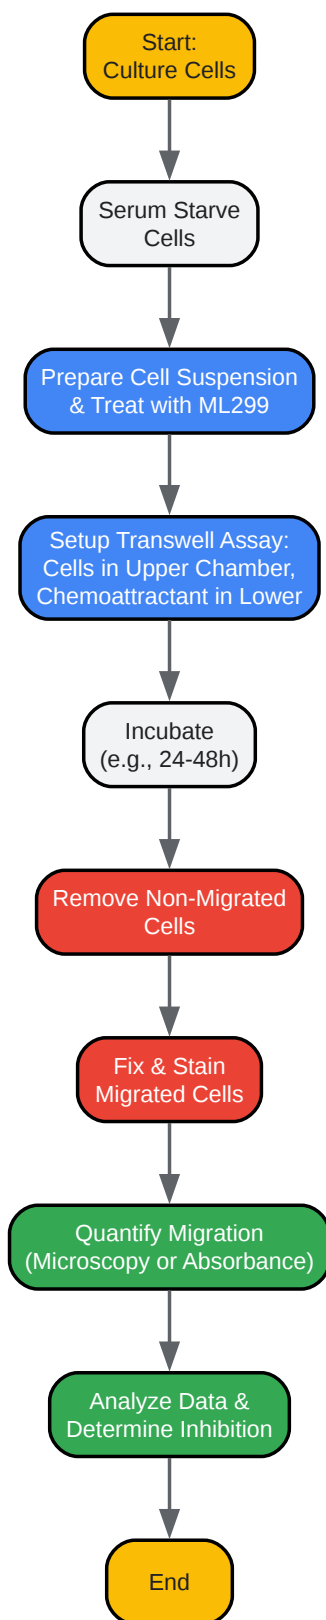 Start:
Culture Cells
Serum Starve
Cells
Prepare Cell Suspension
& Treat with ML299
Setup Transwell Assay:
Cells in Upper Chamber,
Chemoattractant in Lower
Incubate
(e.g., 24-48h)
Remove Non-Migrated
Cells
Fix & Stain
Migrated Cells
Quantify Migration
(Microscopy or Absorbance)
Analyze Data &
Determine Inhibition
End